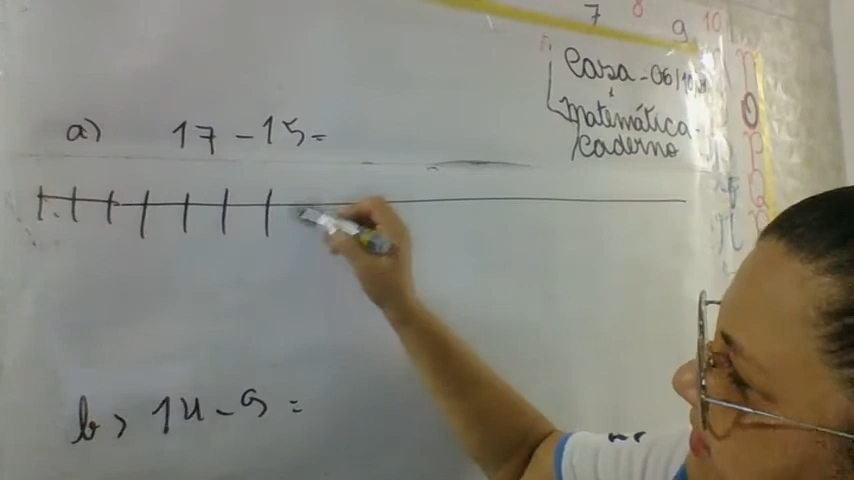 7 8 9 10
Casa - 06/10
Matemática
caderno
a) 17 - 15 =
b) 14 - 9 =